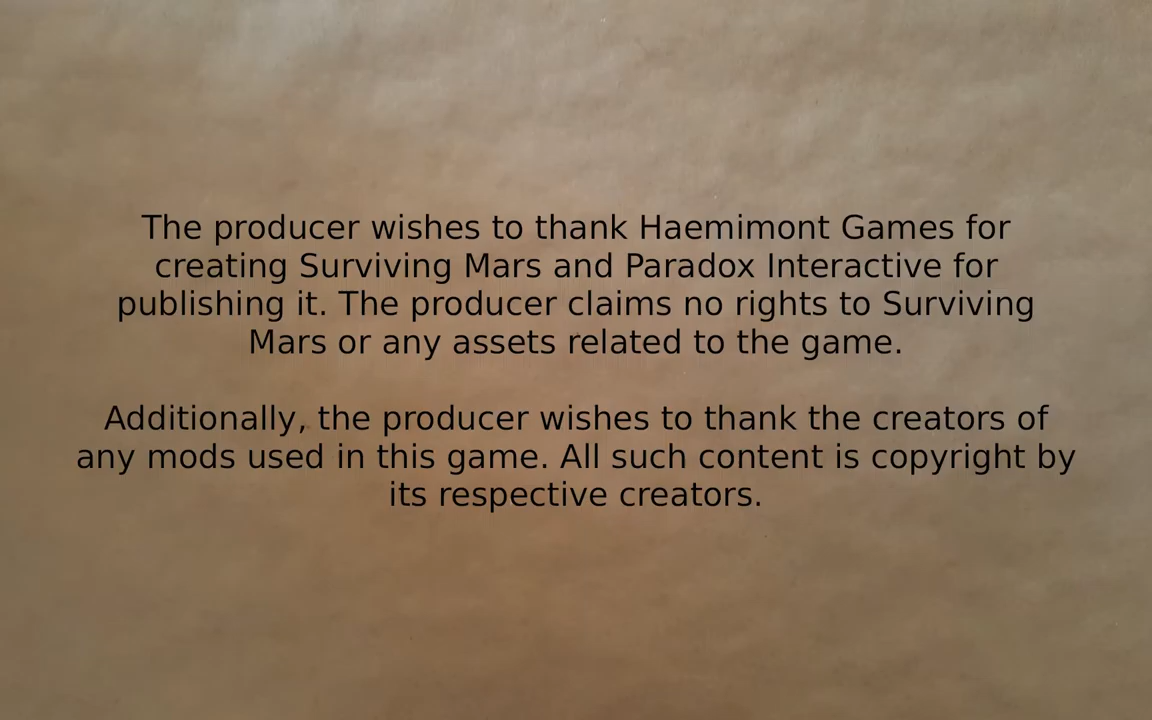 The producer wishes to thank Haemimont Games for
creating Surviving Mars and Paradox Interactive for
publishing it. The producer claims no rights to Surviving
Mars or any assets related to the game.
Additionally, the producer wishes to thank the creators of
any mods used in this game. All such content is copyright by
its respective creators.